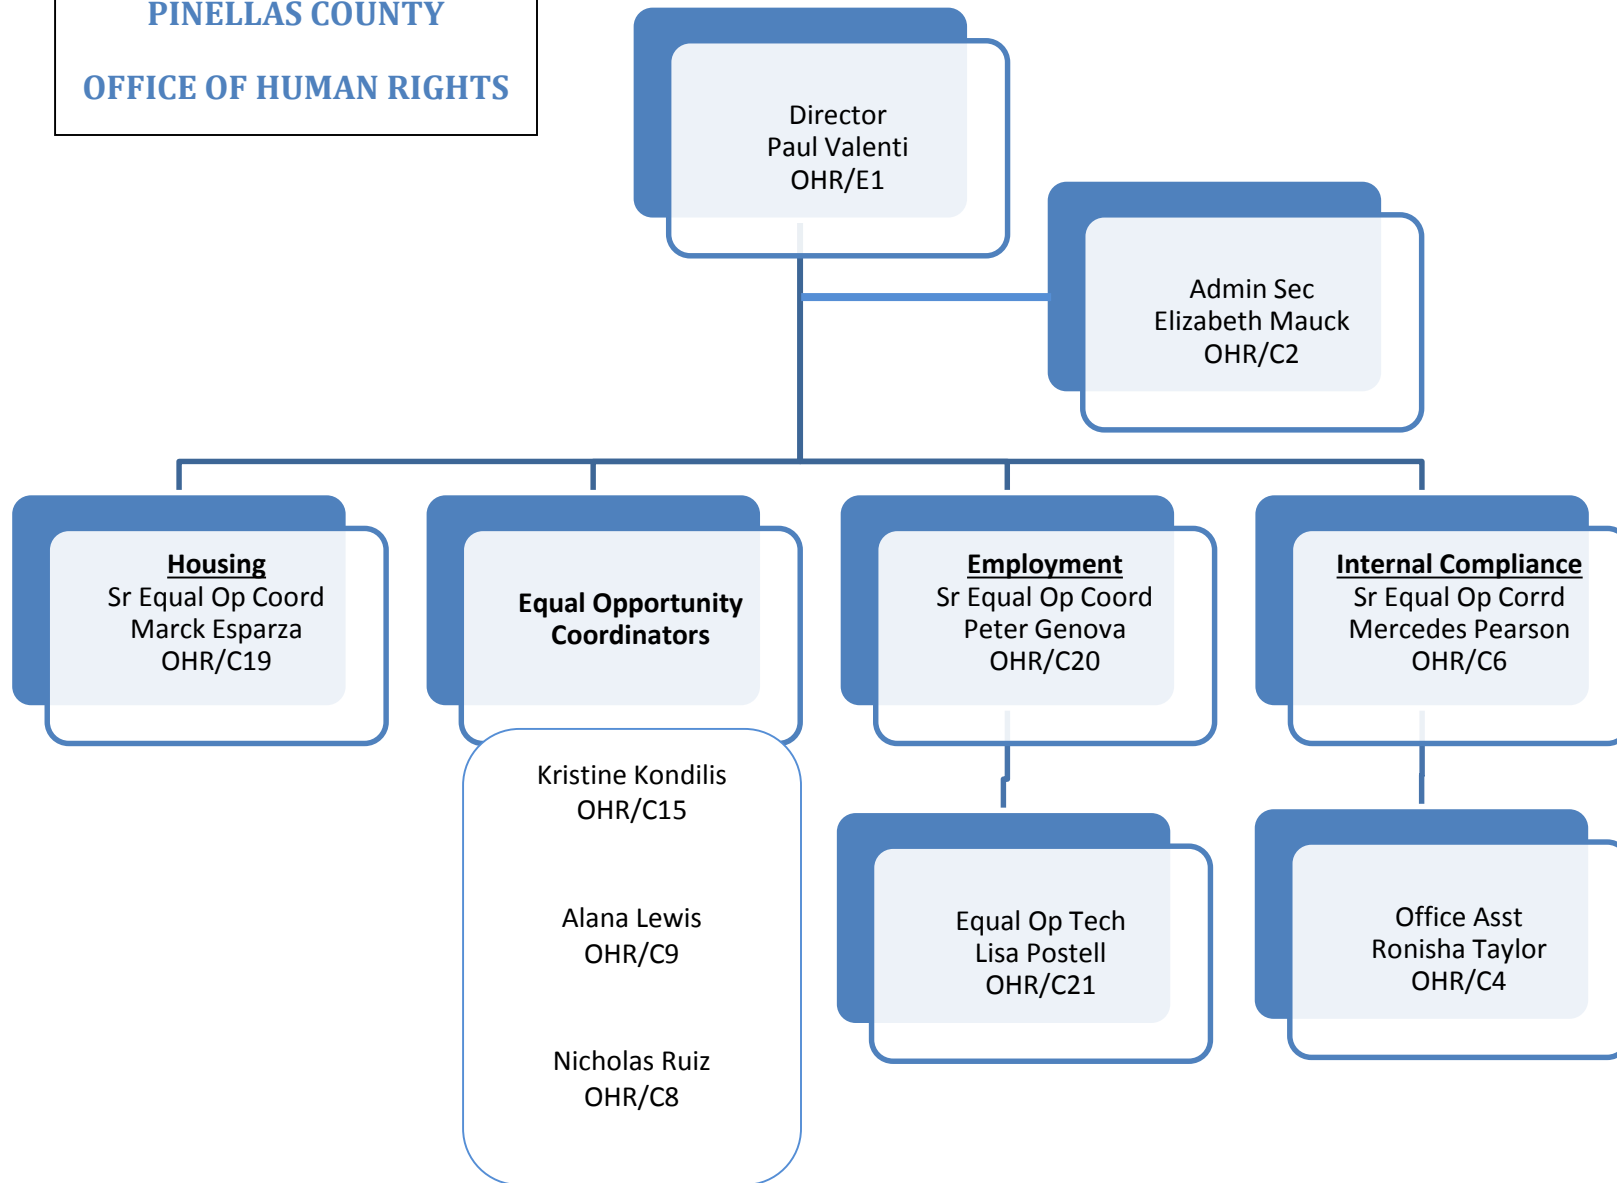 PINELLAS COUNTY
OFFICE OF HUMAN RIGHTS
Director
Paul Valenti
OHR/E1
Admin Sec
Elizabeth Mauck
OHR/C2
Housing
Sr Equal Op Coord
Marck Esparza
OHR/C19
Equal Opportunity
Coordinators
Kristine Kondilis
OHR/C15
Alana Lewis
OHR/C9
Nicholas Ruiz
OHR/C8
Employment
Sr Equal Op Coord
Peter Genova
OHR/C20
Equal Op Tech
Lisa Postell
OHR/C21
Internal Compliance
Sr Equal Op Corrd
Mercedes Pearson
OHR/C6
Office Asst
Ronisha Taylor
OHR/C4